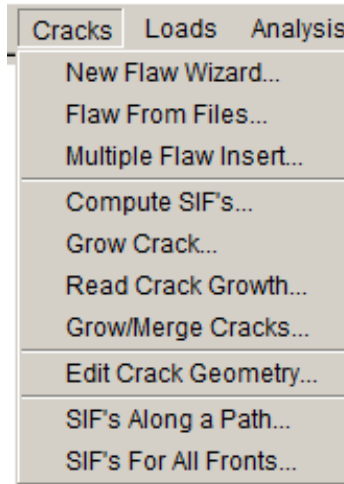 Cracks Loads Analysis
New Flaw Wizard...
Flaw From Files...
Multiple Flaw Insert...
Compute SIF's...
Grow Crack...
Read Crack Growth...
Grow/Merge Cracks...
Edit Crack Geometry...
SIF's Along a Path...
SIF's For All Fronts...